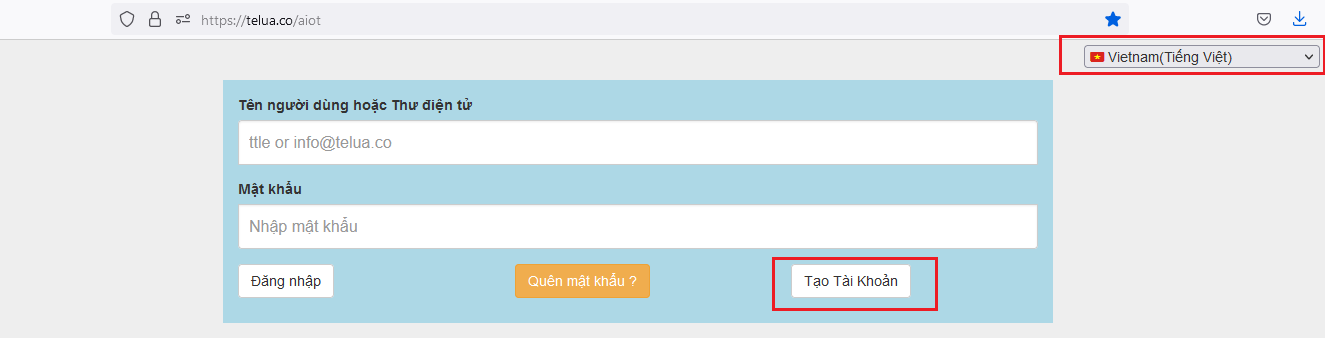 https://telua.co/aiot
Vietnam(Tiếng Việt)
Tên người dùng hoặc Thư điện tử
ttle or info@telua.co
Mật khẩu
Nhập mật khẩu
Đăng nhập
Quên mật khẩu ?
Tạo Tài Khoản